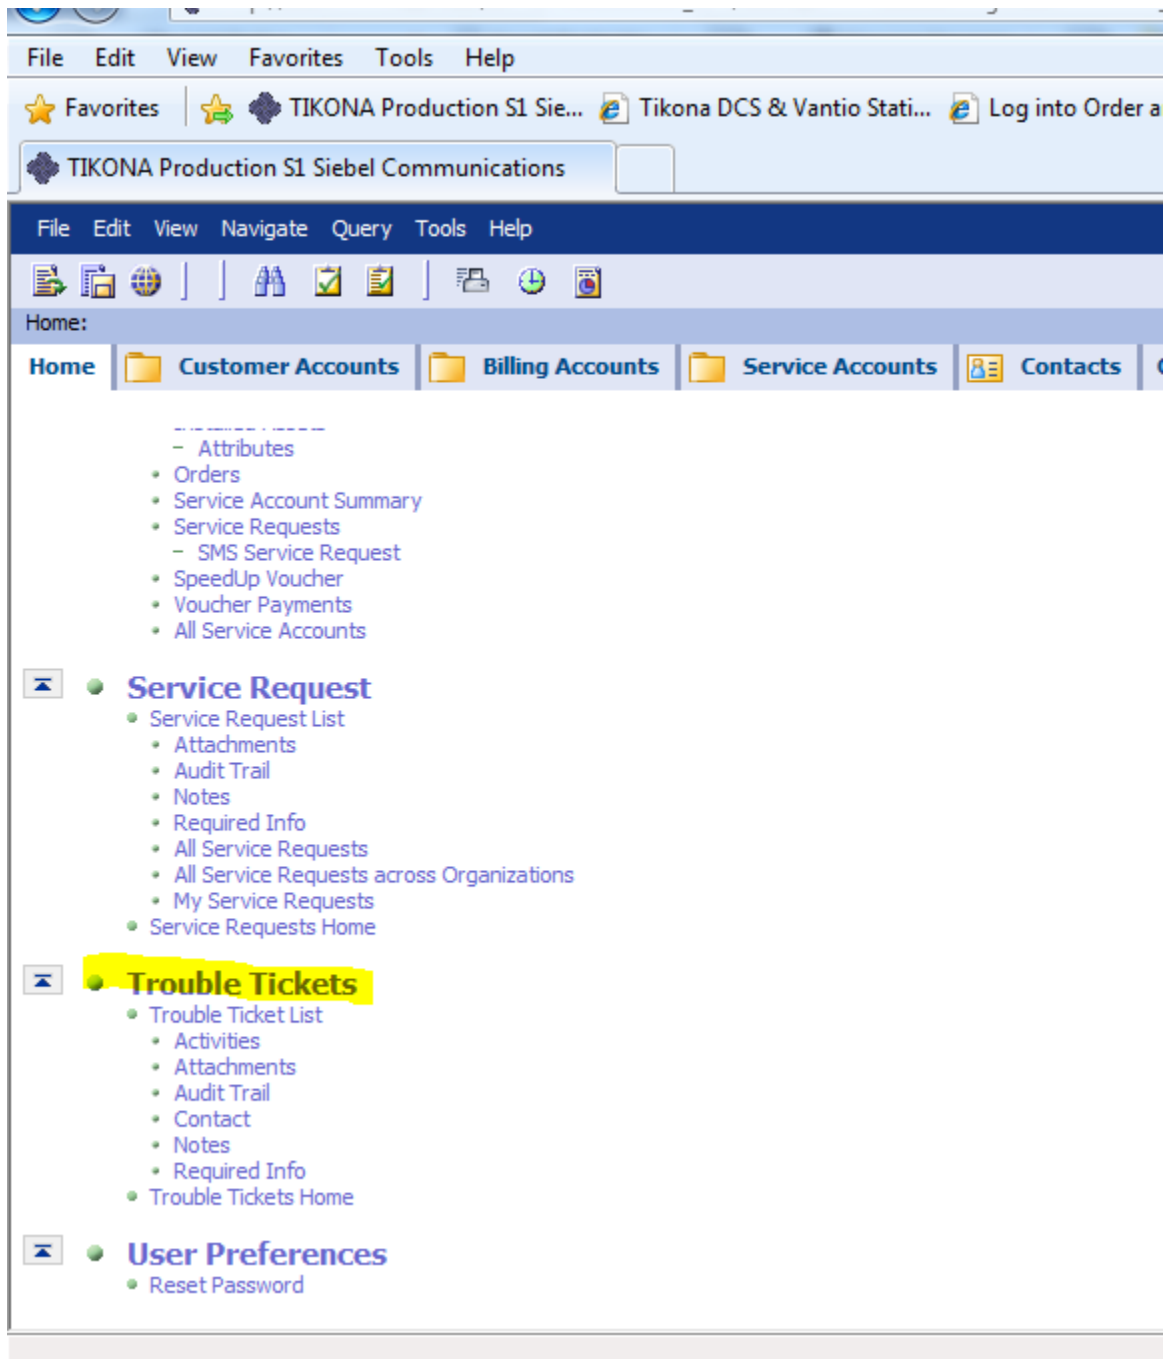 File Edit View Favorites Tools Help
Favorites TIKONA Production S1 Sie... Tikona DCS & Vantio Stati... Log into Order a
TIKONA Production S1 Siebel Communications
File Edit View Navigate Query Tools Help
Home:
Home Customer Accounts Billing Accounts Service Accounts Contacts
– Attributes
• Orders
• Service Account Summary
• Service Requests
– SMS Service Request
• SpeedUp Voucher
• Voucher Payments
• All Service Accounts
• Service Request
• Service Request List
• Attachments
• Audit Trail
• Notes
• Required Info
• All Service Requests
• All Service Requests across Organizations
• My Service Requests
• Service Requests Home
• Trouble Tickets
• Trouble Ticket List
• Activities
• Attachments
• Audit Trail
• Contact
• Notes
• Required Info
• Trouble Tickets Home
• User Preferences
• Reset Password